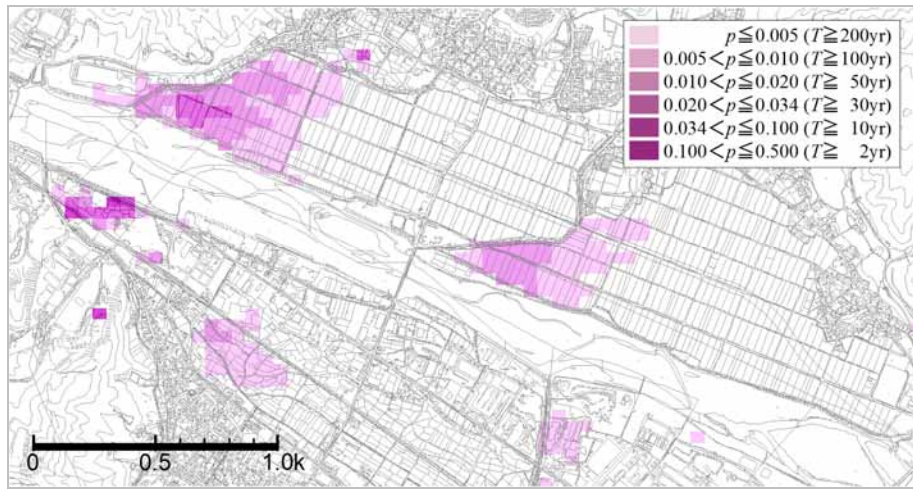 p≦0.005 (T≧200yr)
0.005＜p≦0.010 (T≧100yr)
0.010＜p≦0.020 (T≧ 50yr)
0.020＜p≦0.034 (T≧ 30yr)
0.034＜p≦0.100 (T≧ 10yr)
0.100＜p≦0.500 (T≧ 2yr)
0 0.5 1.0k